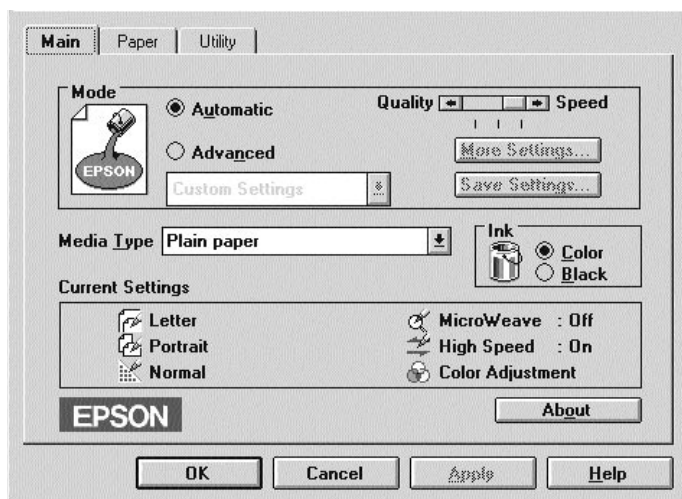 Main Paper Utility
Mode
EPSON
Automatic
Quality Speed
Advanced
More Settings...
Custom Settings
Save Settings...
Media Type Plain paper
Ink
Color
Black
Current Settings
Letter
MicroWeave : Off
Portrait
High Speed : On
Normal
Color Adjustment
EPSON
About
OK Cancel Apply Help